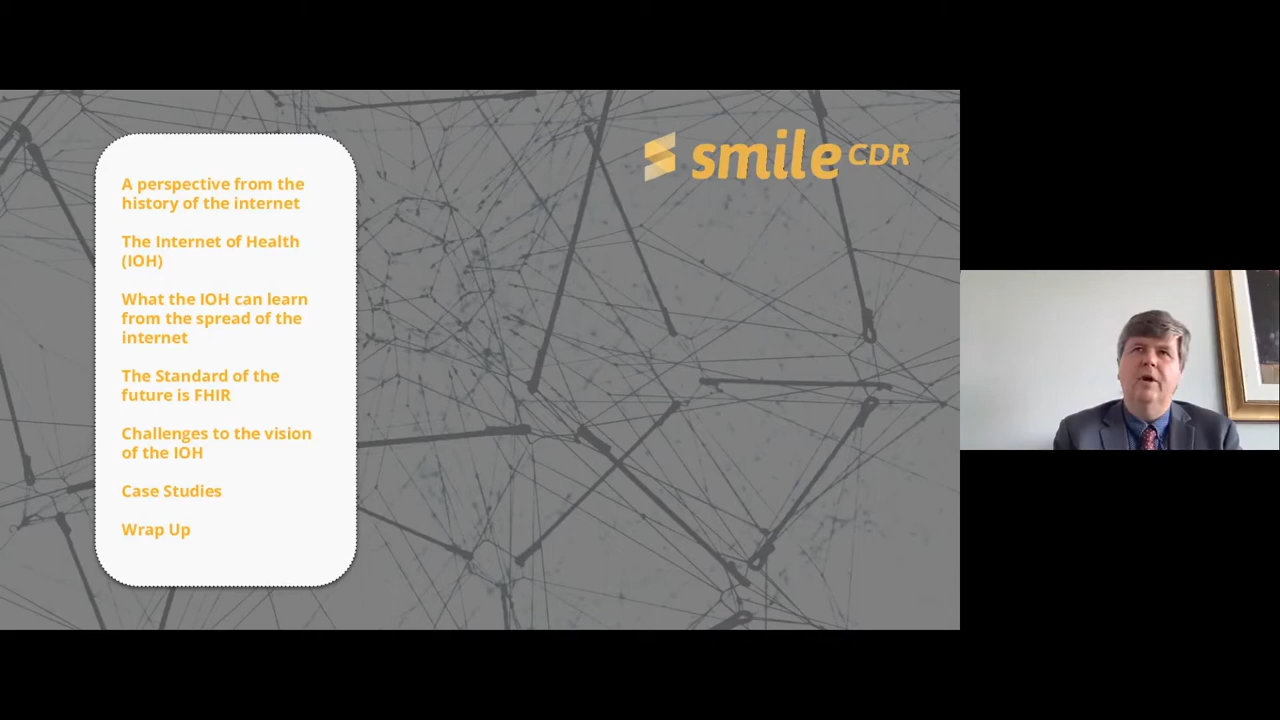 smile CDR
A perspective from the
history of the internet
The Internet of Health
(IOH)
What the IOH can learn
from the spread of the
internet
The Standard of the
future is FHIR
Challenges to the vision
of the IOH
Case Studies
Wrap Up